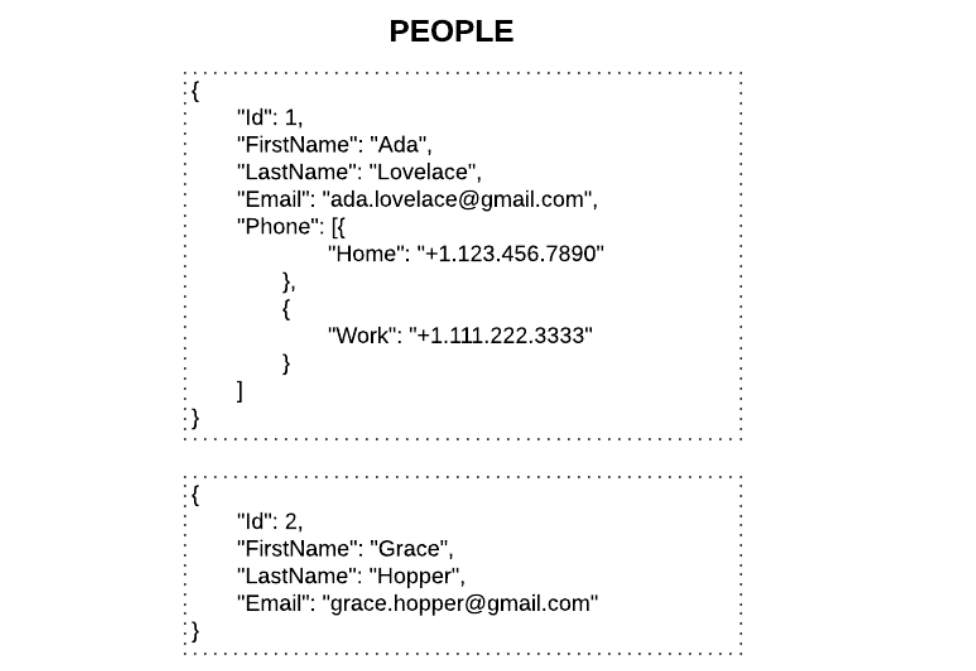 PEOPLE
{
"Id": 1,
"FirstName": "Ada",
"LastName": "Lovelace",
"Email": "ada.lovelace@gmail.com",
"Phone": [{
"Home": "+1.123.456.7890"
},
{
"Work": "+1.111.222.3333"
}
]
}
{
"Id": 2,
"FirstName": "Grace",
"LastName": "Hopper",
"Email": "grace.hopper@gmail.com"
}